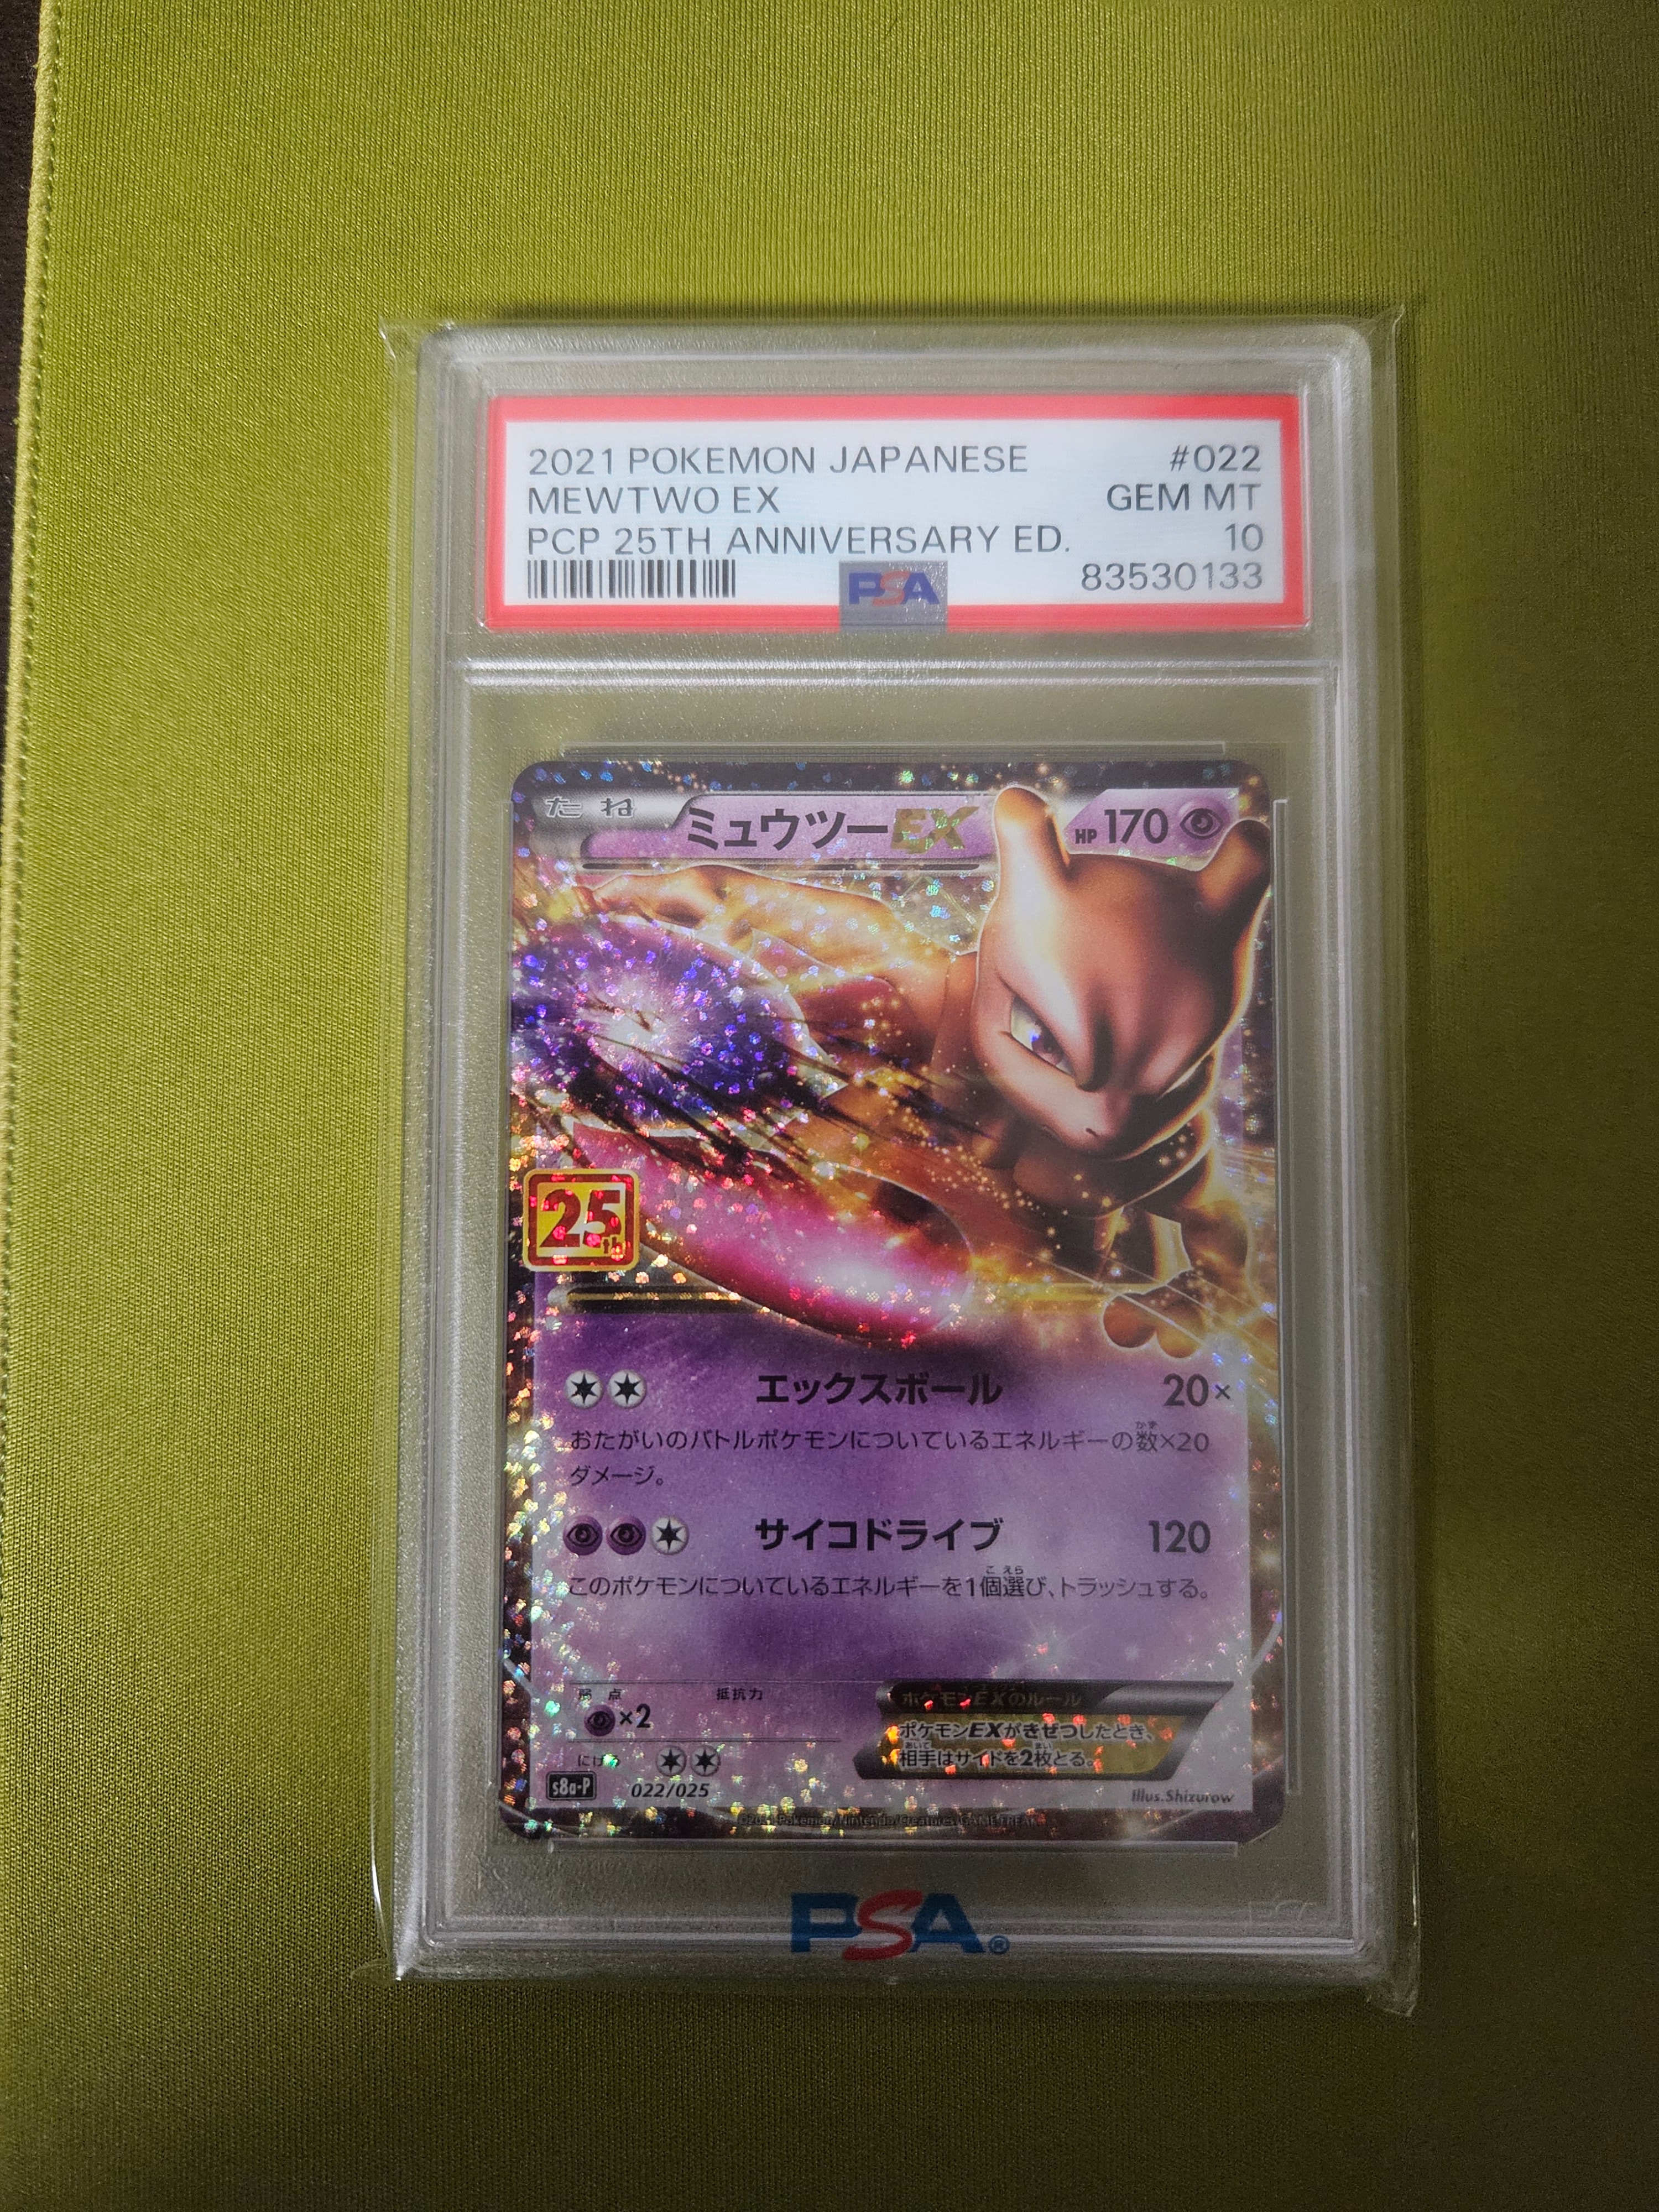 2021 POKEMON JAPANESE #022
MEWTWO EX GEM MT
PCP 25TH ANNIVERSARY ED. 10
PSA 83530133
たね ミュウツーEX HP 170
25th
エックスボール 20×
おたがいのバトルポケモンについているエネルギーの数×20
ダメージ。
サイコドライブ 120
このポケモンについているエネルギーを1個選び、トラッシュする。
弱点 抵抗力
×2
にげる
ポケモンEXのルール
ポケモンEXがきぜつしたとき、
相手はサイドを2枚とる。
s8a-P 022/025 Illus.Shizurow
Pokémon/Nintendo/Creatures/GAME FREAK
PSA®